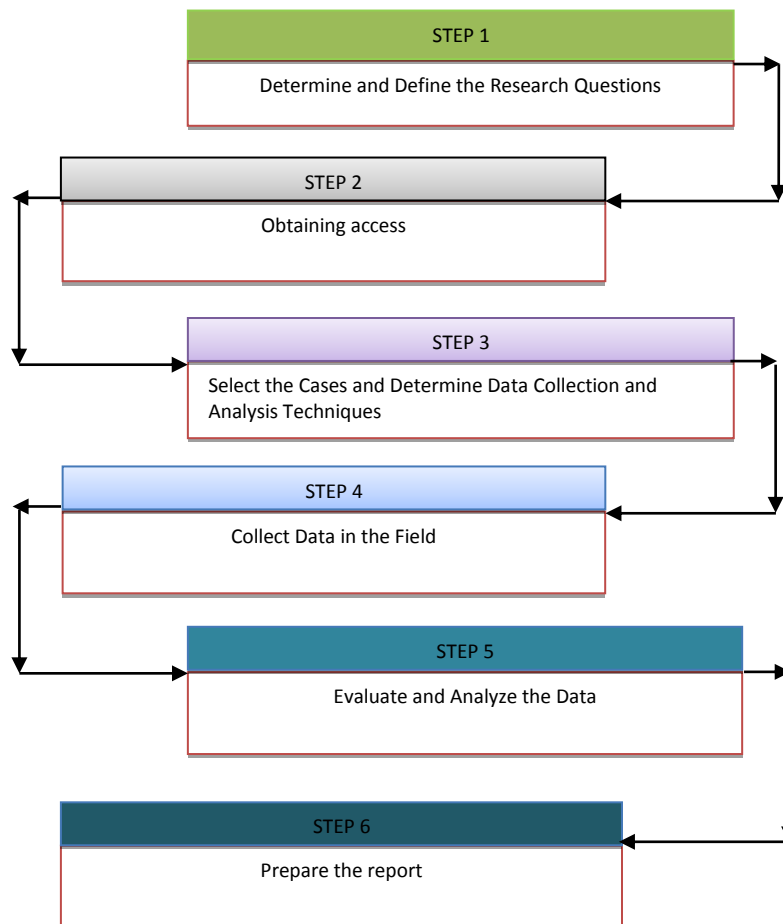 STEP 1
Determine and Define the Research Questions
STEP 2
Obtaining access
STEP 3
Select the Cases and Determine Data Collection and
Analysis Techniques
STEP 4
Collect Data in the Field
STEP 5
Evaluate and Analyze the Data
STEP 6
Prepare the report